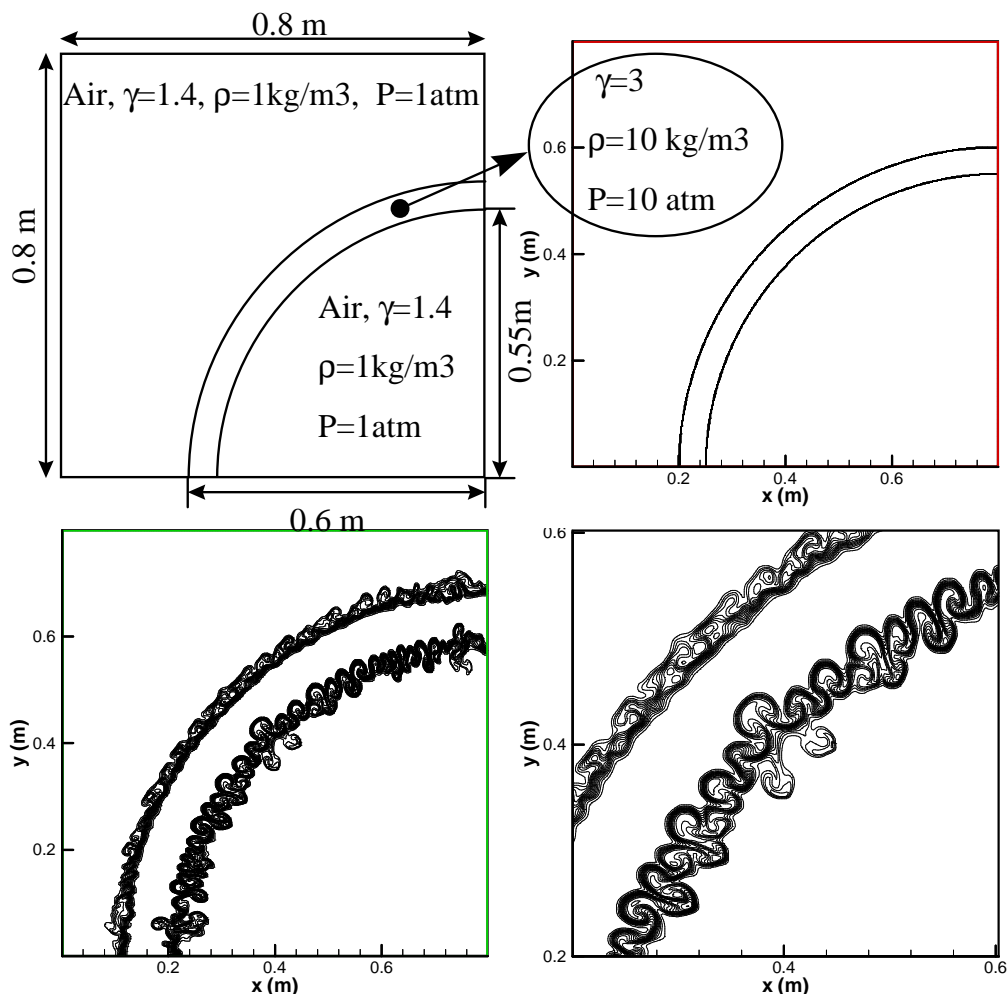 0.8 m
0.8 m
Air, γ=1.4, ρ=1kg/m3, P=1atm
Air, γ=1.4
ρ=1kg/m3
P=1atm
0.55m
0.6 m
γ=3
ρ=10 kg/m3
P=10 atm
y (m)
0.6
0.4
0.2
0.2
0.4
0.6
x (m)
y (m)
0.6
0.4
0.2
0.2
0.4
0.6
x (m)
y (m)
0.6
0.4
0.2
0.4
0.6
x (m)